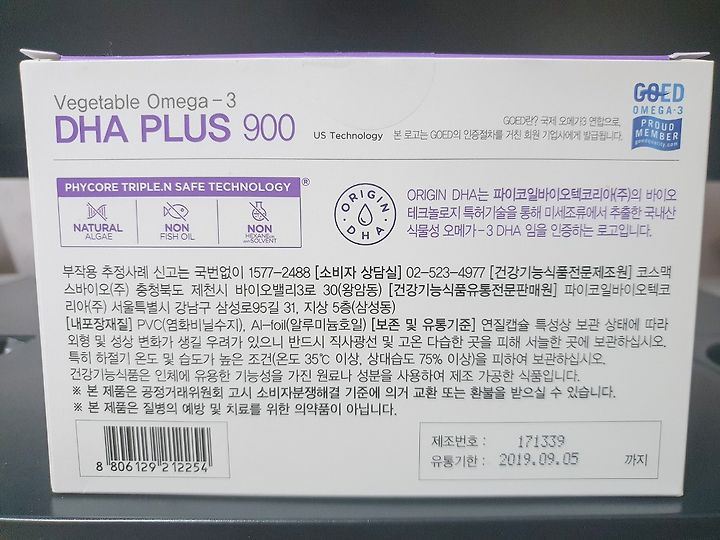 Vegetable Omega-3
DHA PLUS 900
US Technology
GOED란? 국제 오메가3 연합으로,
본 로고는 GOED의 인증절차를 거친 회원 기업사에게 발급됩니다.
GOED
OMEGA·3
PROUD
MEMBER
goedomega3.com
PHYCORE TRIPLE.N SAFE TECHNOLOGY ®
NATURAL
ALGAE
NON
FISH OIL
NON
HEXANE
SOLVENT
ORIGIN DHA
ORIGIN DHA는 파이코일바이오텍코리아(주)의 바이오
테크놀로지 특허기술을 통해 미세조류에서 추출한 국내산
식물성 오메가-3 DHA 임을 인증하는 로고입니다.
부작용 추정사례 신고는 국번없이 1577-2488 [소비자 상담실] 02-523-4977 [건강기능식품전문제조원] 코스맥
스바이오(주) 충청북도 제천시 바이오밸리3로 30(왕암동) [건강기능식품유통전문판매원] 파이코일바이오텍코
리아(주) 서울특별시 강남구 삼성로95길 31, 지상 5층(삼성동)
[내포장재질] PVC(염화비닐수지), Al-foil(알루미늄호일) [보존 및 유통기준] 연질캡슐 특성상 보관 상태에 따라
외형 및 성상 변화가 생길 우려가 있으니 반드시 직사광선 및 고온 다습한 곳을 피해 서늘한 곳에 보관하십시오.
특히 하절기 온도 및 습도가 높은 조건(온도 35℃ 이상, 상대습도 75% 이상)을 피하여 보관하십시오.
건강기능식품은 인체에 유용한 기능성을 가진 원료나 성분을 사용하여 제조 가공한 식품입니다.
※ 본 제품은 공정거래위원회 고시 소비자분쟁해결 기준에 의거 교환 또는 환불을 받으실 수 있습니다.
※ 본 제품은 질병의 예방 및 치료를 위한 의약품이 아닙니다.
8 806129 212254
제조번호 : 171339
유통기한 : 2019.09.05 까지